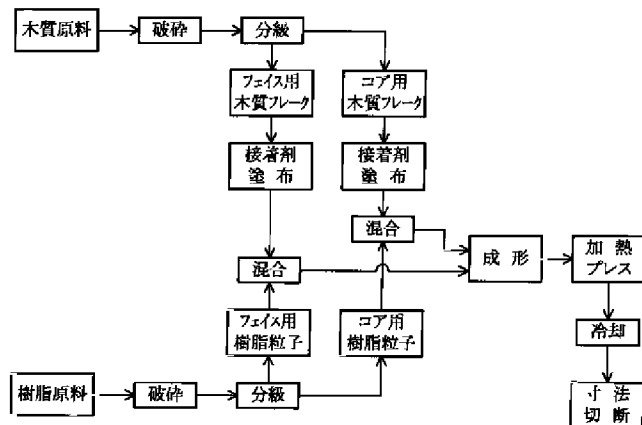 木質原料
破砕
分級
フェイス用
木質フレーク
コア用
木質フレーク
接着剤
塗布
接着剤
塗布
混合
混合
成形
加熱
プレス
フェイス用
樹脂粒子
コア用
樹脂粒子
冷却
樹脂原料
破砕
分級
寸法
切断